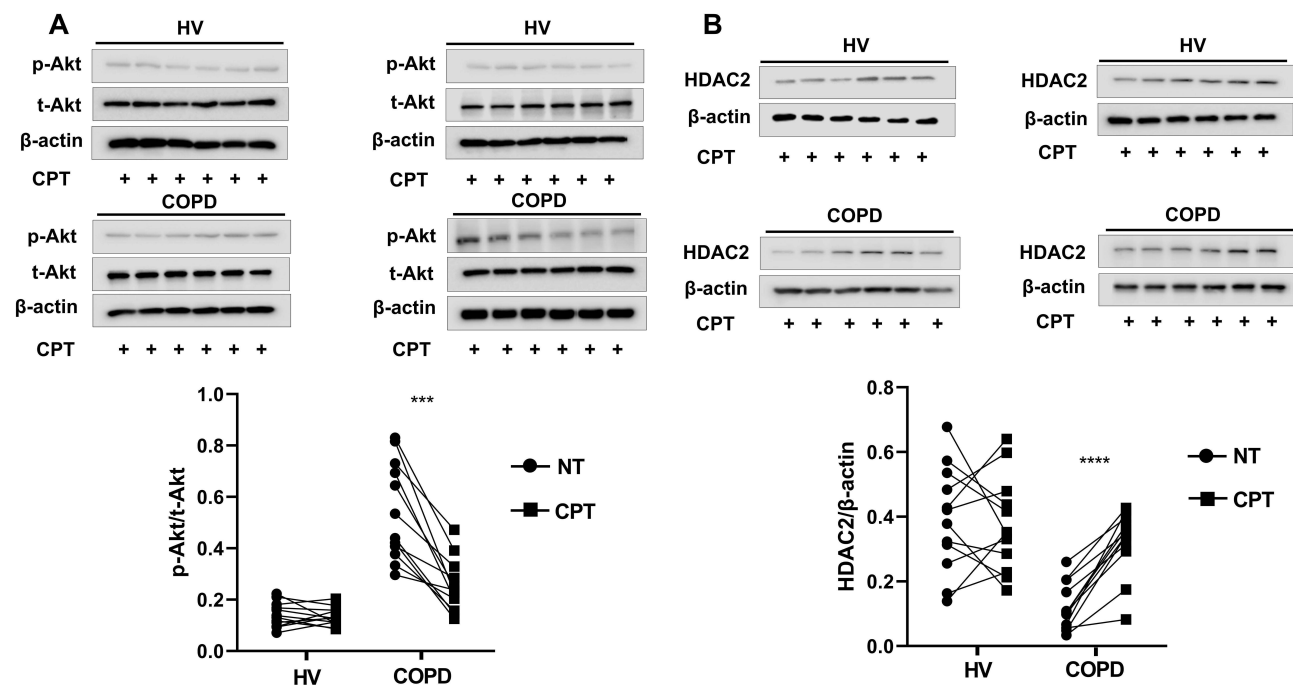 A
HV
p-Akt
t-Akt
β-actin
CPT + + + + + +
COPD
p-Akt
t-Akt
β-actin
CPT + + + + + +
HV
p-Akt
t-Akt
β-actin
CPT + + + + + +
COPD
p-Akt
t-Akt
β-actin
CPT + + + + + +
p-Akt/t-Akt
1.0
0.8
0.6
0.4
0.2
0.0
***
HV COPD
NT
CPT
B
HV
HDAC2
β-actin
CPT + + + + + +
COPD
HDAC2
β-actin
CPT + + + + + +
HV
HDAC2
β-actin
CPT + + + + + +
COPD
HDAC2
β-actin
CPT + + + + + +
HDAC2/β-actin
0.8
0.6
0.4
0.2
0.0
****
HV COPD
NT
CPT